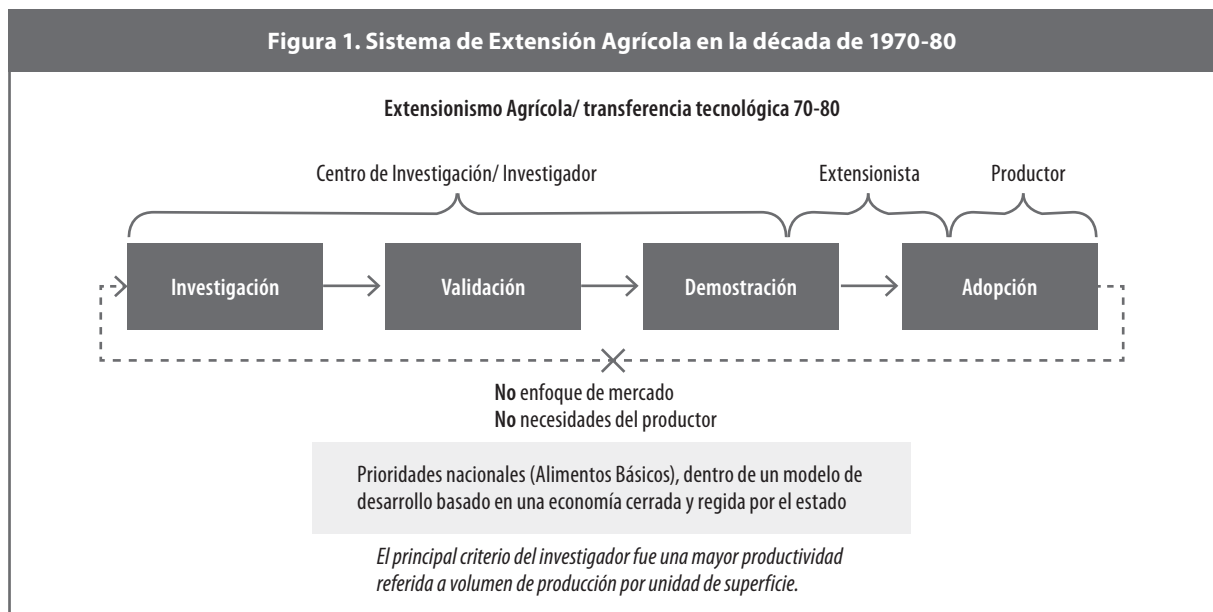 Figura 1. Sistema de Extensión Agrícola en la década de 1970-80
Extensionismo Agrícola/ transferencia tecnológica 70-80
Centro de Investigación/ Investigador
Extensionista
Productor
Investigación
Validación
Demostración
Adopción
No enfoque de mercado
No necesidades del productor
Prioridades nacionales (Alimentos Básicos), dentro de un modelo de
desarrollo basado en una economía cerrada y regida por el estado
El principal criterio del investigador fue una mayor productividad
referida a volumen de producción por unidad de superficie.